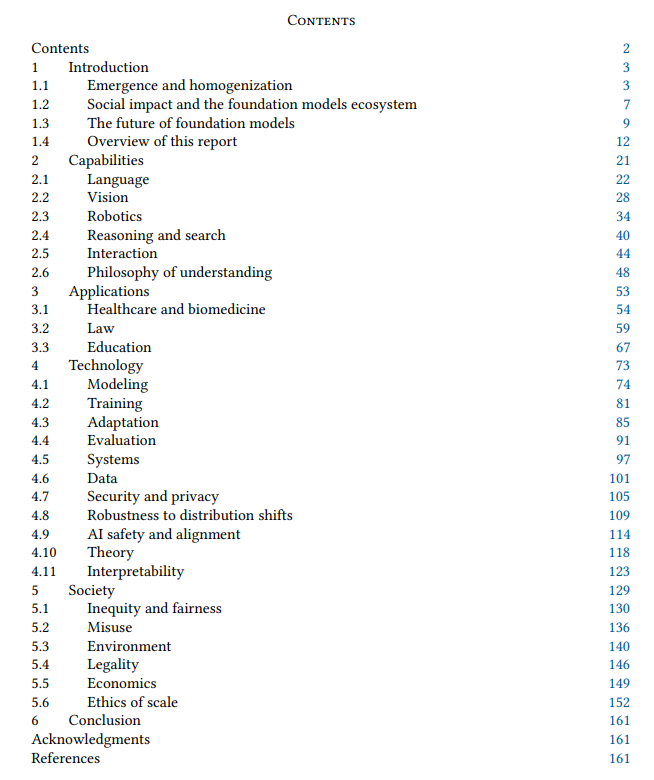 Contents
Contents 2
1 Introduction 3
1.1 Emergence and homogenization 3
1.2 Social impact and the foundation models ecosystem 7
1.3 The future of foundation models 9
1.4 Overview of this report 12
2 Capabilities 21
2.1 Language 22
2.2 Vision 28
2.3 Robotics 34
2.4 Reasoning and search 40
2.5 Interaction 44
2.6 Philosophy of understanding 48
3 Applications 53
3.1 Healthcare and biomedicine 54
3.2 Law 59
3.3 Education 67
4 Technology 73
4.1 Modeling 74
4.2 Training 81
4.3 Adaptation 85
4.4 Evaluation 91
4.5 Systems 97
4.6 Data 101
4.7 Security and privacy 105
4.8 Robustness to distribution shifts 109
4.9 AI safety and alignment 114
4.10 Theory 118
4.11 Interpretability 123
5 Society 129
5.1 Inequity and fairness 130
5.2 Misuse 136
5.3 Environment 140
5.4 Legality 146
5.5 Economics 149
5.6 Ethics of scale 152
6 Conclusion 161
Acknowledgments 161
References 161